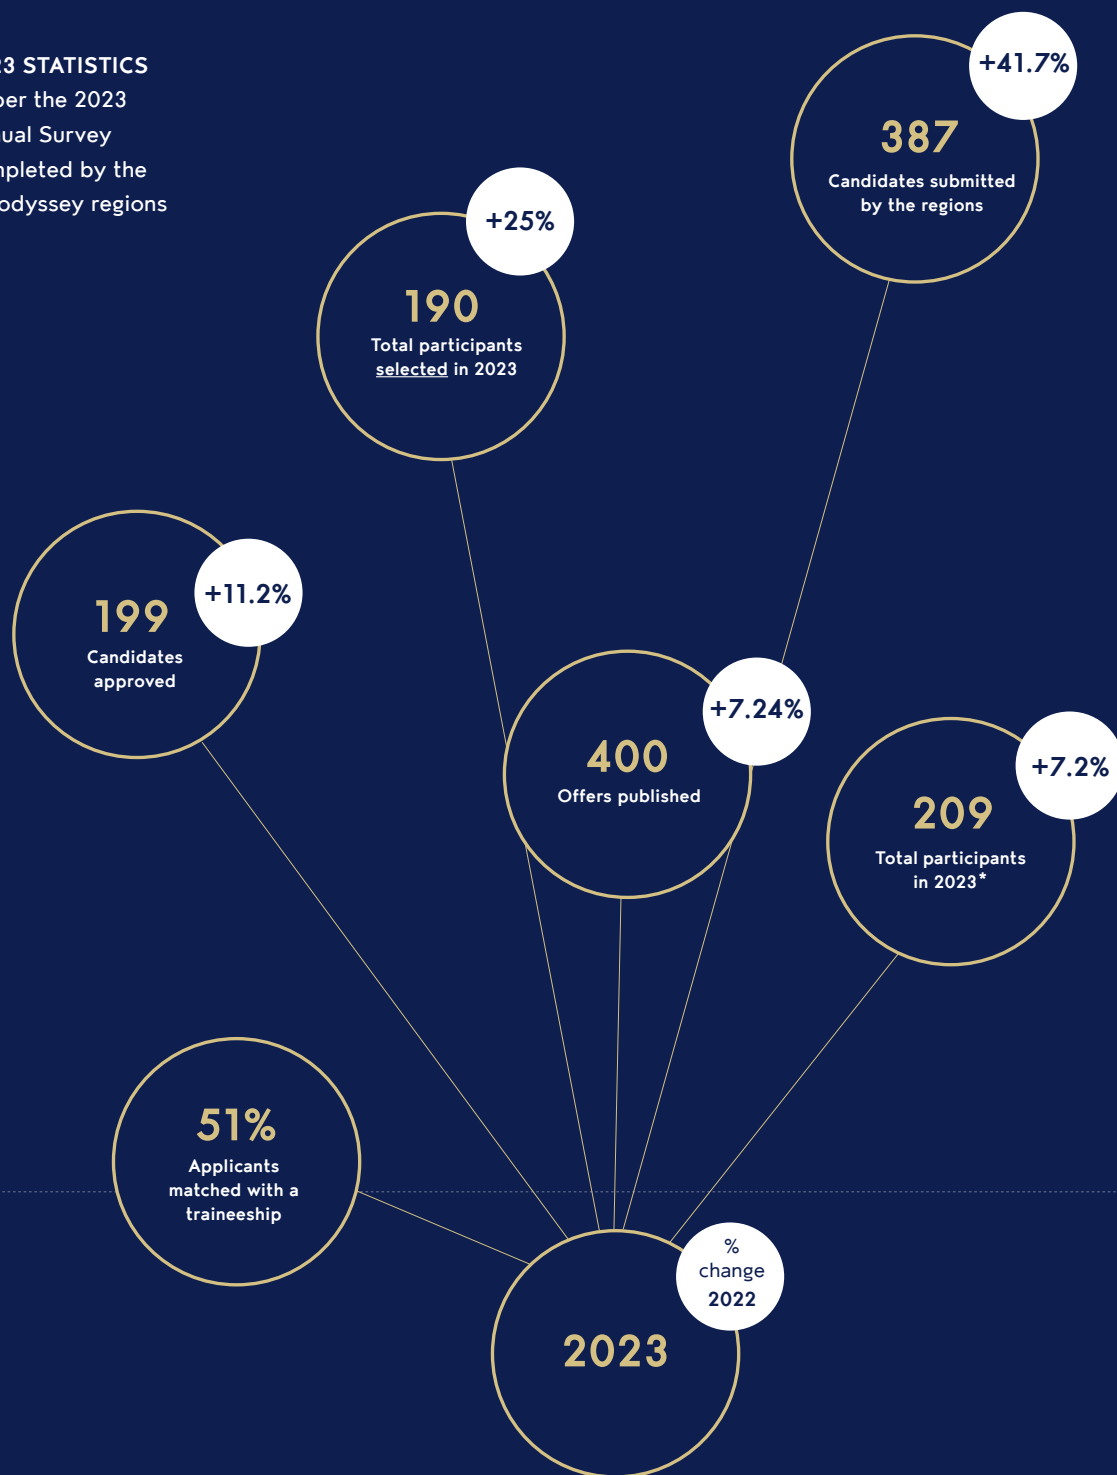 23 STATISTICS
per the 2023
ual Survey
mpleted by the
odyssey regions
+41.7%
387
Candidates submitted
by the regions
+25%
190
Total participants
selected in 2023
+11.2%
199
Candidates
approved
+7.24%
400
Offers published
+7.2%
209
Total participants
in 2023*
51%
Applicants
matched with a
traineeship
%
change
2022
2023